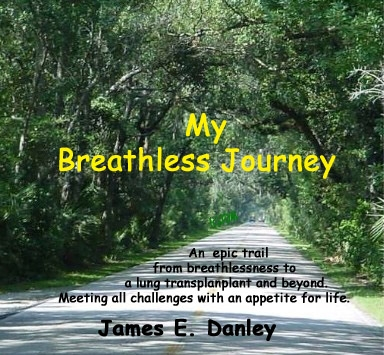 My
Breathless Journey
An epic trail
from breathlessness to
a lung transplanplant and beyond.
Meeting all challenges with an appetite for life.
James E. Danley